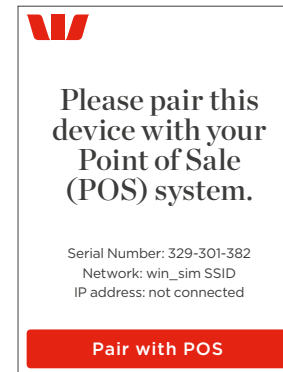 Please pair this
device with your
Point of Sale
(POS) system.
Serial Number: 329-301-382
Network: win_sim SSID
IP address: not connected
Pair with POS